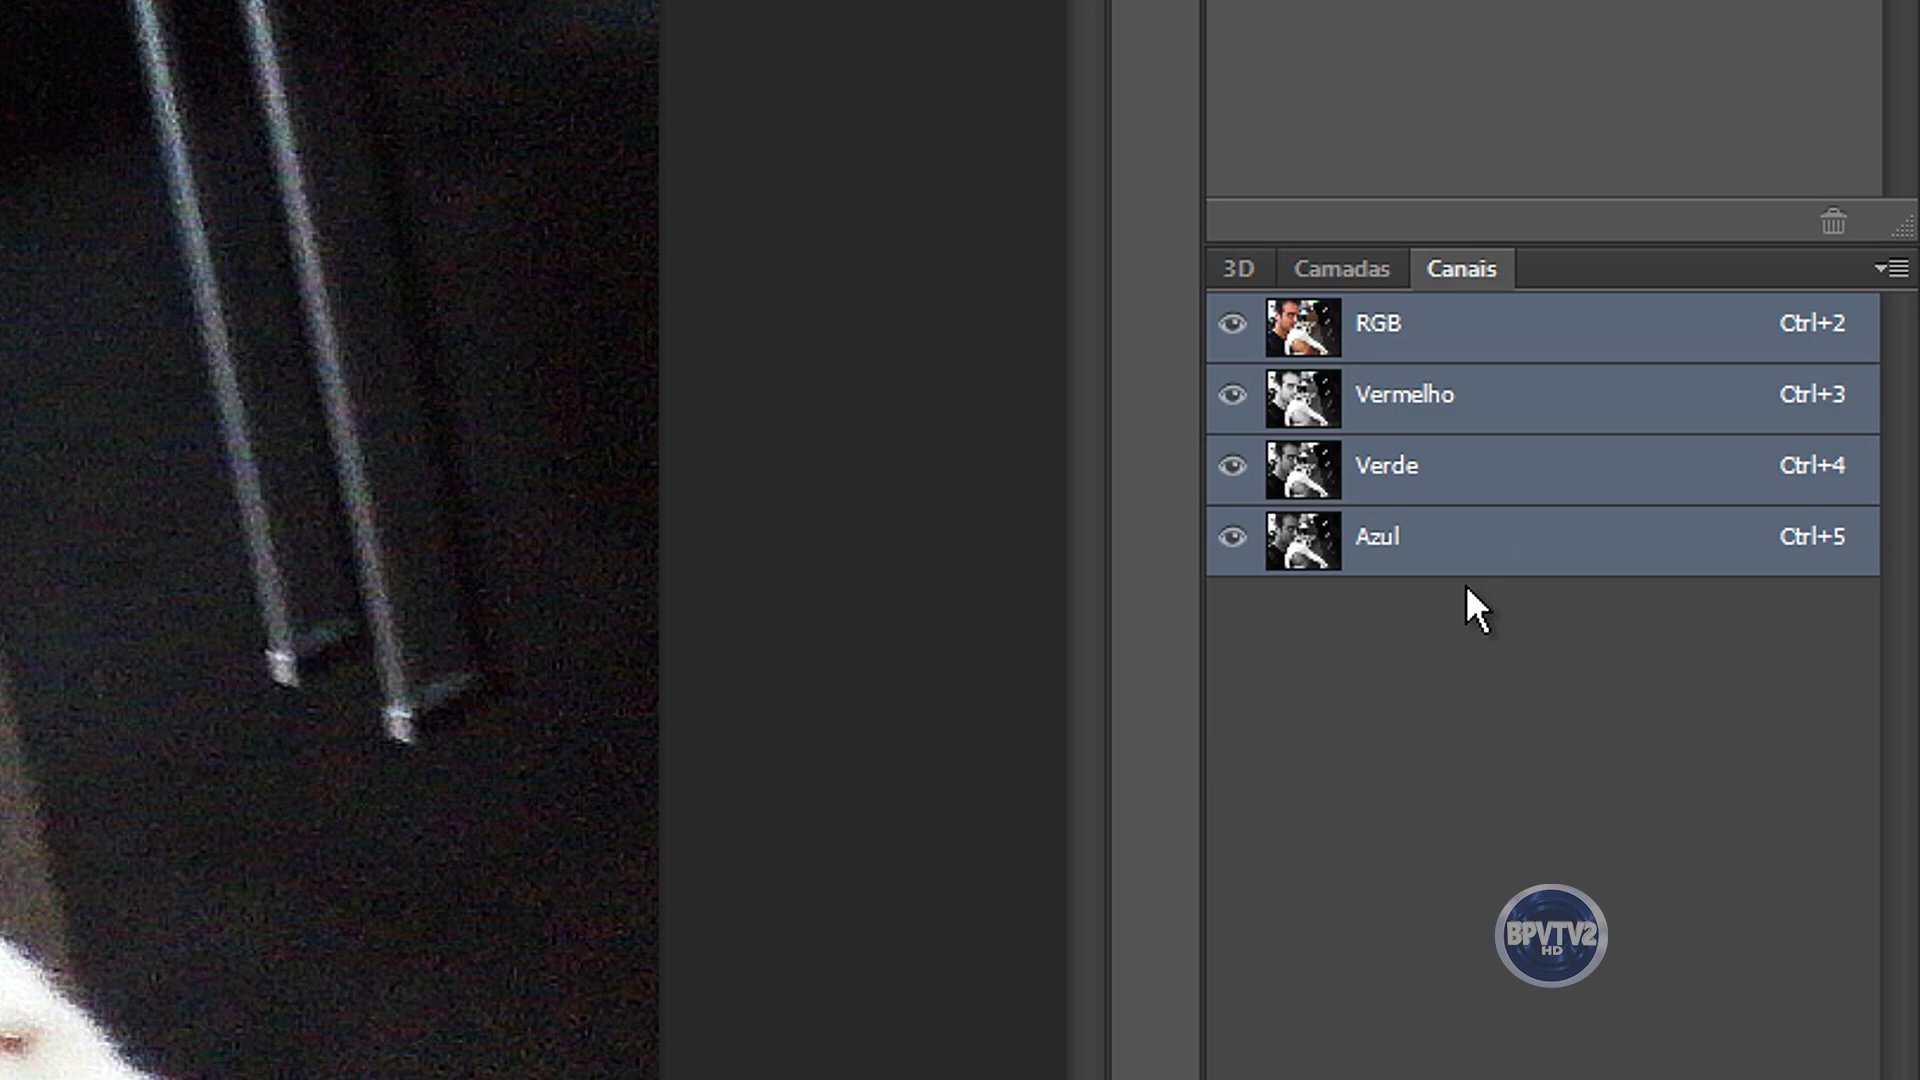 3D Camadas Canais
RGB Ctrl+2
Vermelho Ctrl+3
Verde Ctrl+4
Azul Ctrl+5
BPVTV2
HD